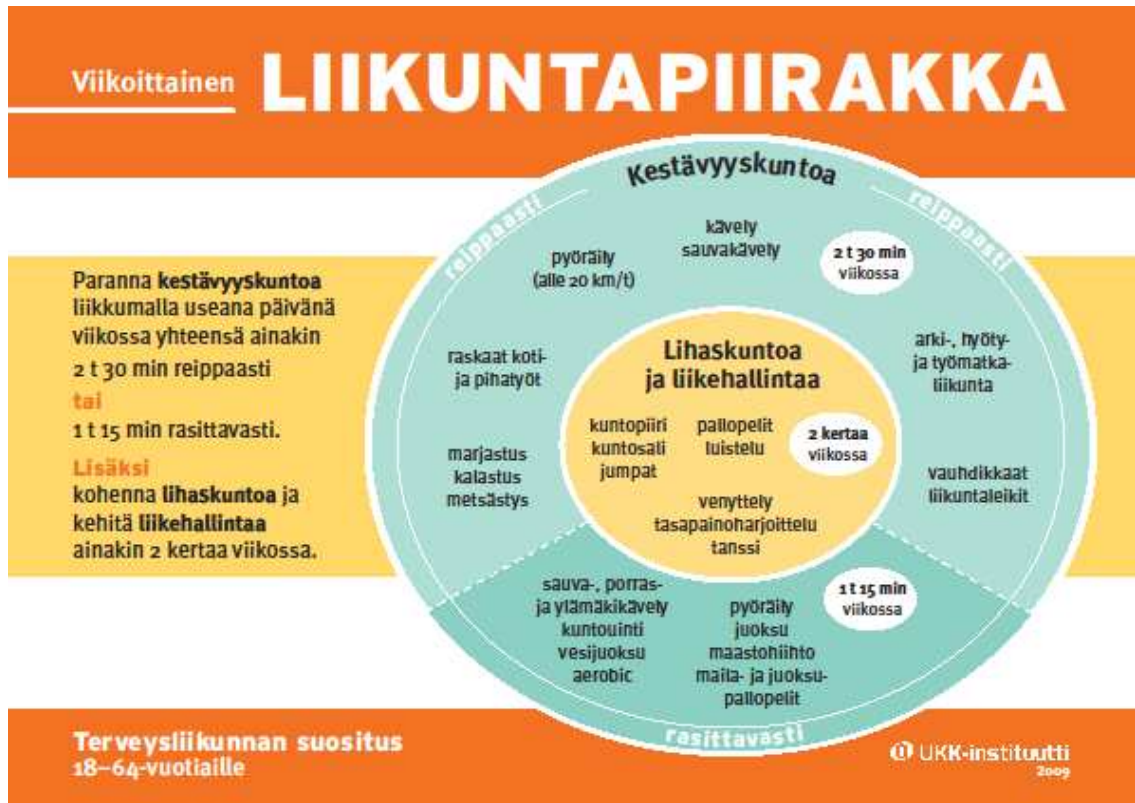 Viikoittainen LIIKUNTAPIIRAKKA
Paranna kestävyyskuntoa
liikkumalla useana päivänä
viikossa yhteensä ainakin
2 t 30 min reippaasti
tai
1 t 15 min rasittavasti.
Lisäksi
kohenna lihaskuntoa ja
kehitä liikehallintaa
ainakin 2 kertaa viikossa.
Kestävyyskuntoa
reippaasti
reippaasti
kävely
sauvakävely
2 t 30 min
viikossa
pyöräily
(alle 20 km/t)
raskaat koti-
ja pihatyöt
marjastus
kalastus
metsästys
arki-, hyöty-
ja työmatka-
liikunta
vauhdikkaat
liikuntaleikit
Lihaskuntoa
ja liikehallintaa
kuntopiiri
kuntosali
jumpat
pallopelit
luistelu
2 kertaa
viikossa
venyttely
tasapainoharjoittelu
tanssi
sauva-, porras-
ja ylämäkikävely
kuntouinti
vesijuoksu
aerobic
pyöräily
juoksu
maastohiihto
maila- ja juoksu-
pallopelit
1 t 15 min
viikossa
rasittavasti
Terveysliikunnan suositus
18–64-vuotiaille
UKK-instituutti
2009